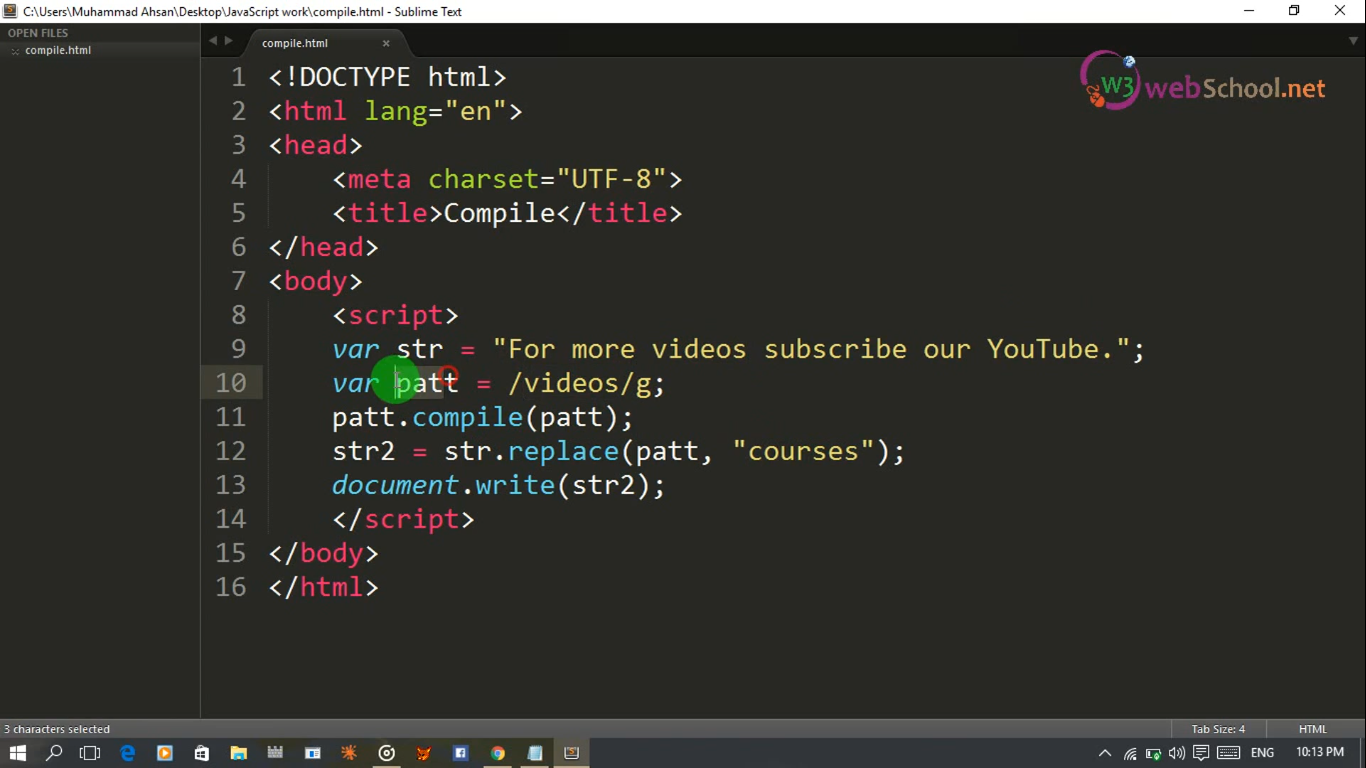 C:\Users\Muhammad Ahsan\Desktop\JavaScript work\compile.html - Sublime Text
OPEN FILES
compile.html
compile.html
W3 webSchool.net
1 <!DOCTYPE html>
2 <html lang="en">
3 <head>
4 <meta charset="UTF-8">
5 <title>Compile</title>
6 </head>
7 <body>
8 <script>
9 var str = "For more videos subscribe our YouTube.";
10 var patt = /videos/g;
11 patt.compile(patt);
12 str2 = str.replace(patt, "courses");
13 document.write(str2);
14 </script>
15 </body>
16 </html>
3 characters selected
Tab Size: 4
HTML
ENG
10:13 PM